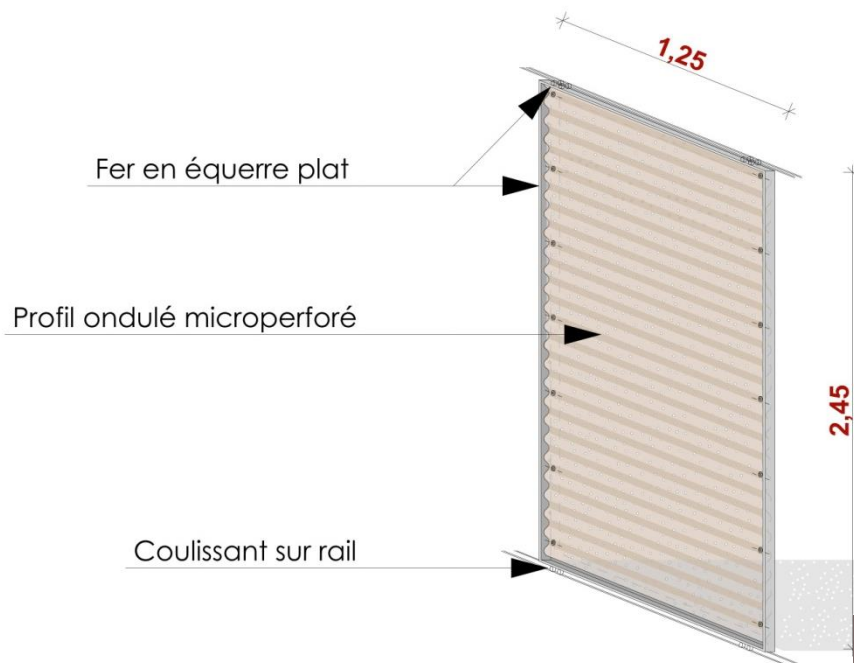 1,25
Fer en équerre plat
Profil ondulé microperforé
2,45
Coulissant sur rail